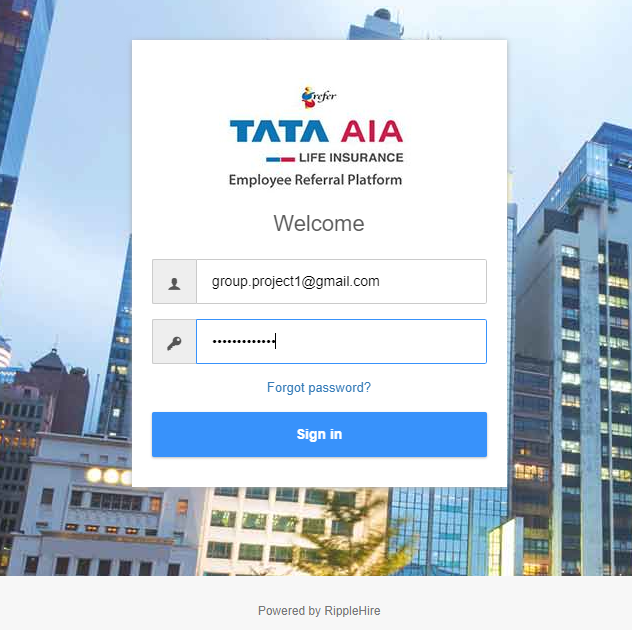 refer
TATA AIA
LIFE INSURANCE
Employee Referral Platform
Welcome
group.project1@gmail.com
•••••••••••••
Forgot password?
Sign in
Powered by RippleHire